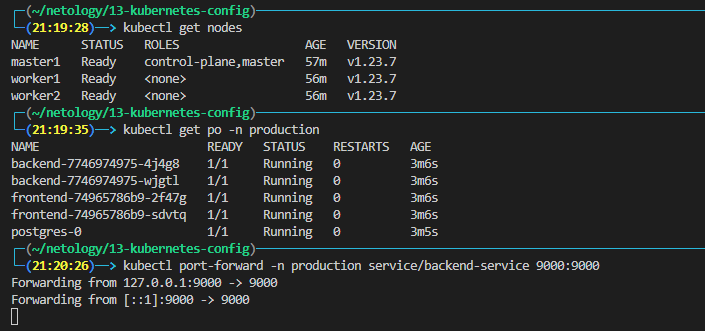 (~/netology/13-kubernetes-config)
(21:19:28)—> kubectl get nodes
NAME STATUS ROLES AGE VERSION
master1 Ready control-plane,master 57m v1.23.7
worker1 Ready <none> 56m v1.23.7
worker2 Ready <none> 56m v1.23.7
(~/netology/13-kubernetes-config)
(21:19:35)—> kubectl get po -n production
NAME READY STATUS RESTARTS AGE
backend-7746974975-4j4g8 1/1 Running 0 3m6s
backend-7746974975-wjgtl 1/1 Running 0 3m6s
frontend-74965786b9-2f47g 1/1 Running 0 3m6s
frontend-74965786b9-sdvtq 1/1 Running 0 3m6s
postgres-0 1/1 Running 0 3m5s
(~/netology/13-kubernetes-config)
(21:20:26)—> kubectl port-forward -n production service/backend-service 9000:9000
Forwarding from 127.0.0.1:9000 -> 9000
Forwarding from [::1]:9000 -> 9000